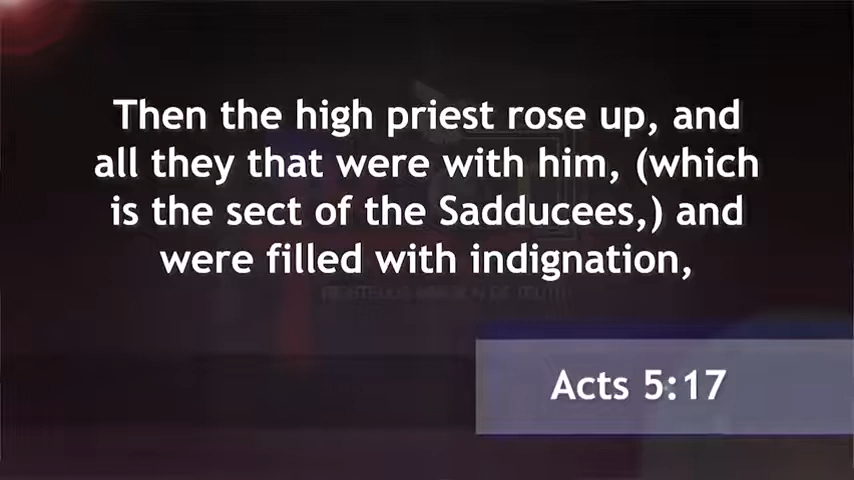 Then the high priest rose up, and
all they that were with him, (which
is the sect of the Sadducees,) and
were filled with indignation,
Acts 5:17